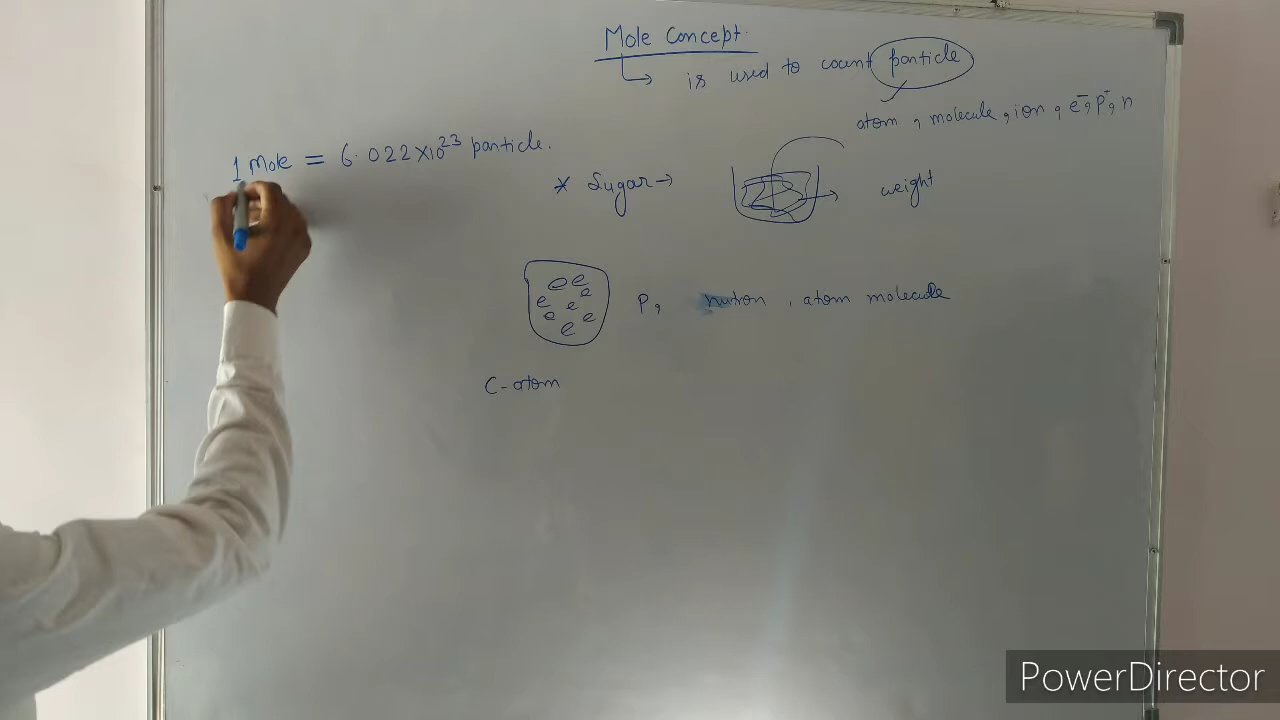 Mole Concept.
is used to count particle
atom, molecule, ion, e⁻, p⁺, n
1 Mole = 6.022×10²³ particle.
* Sugar → weight
e e e e e e e e
P, nutron, atom molecule
C-atom
PowerDirector